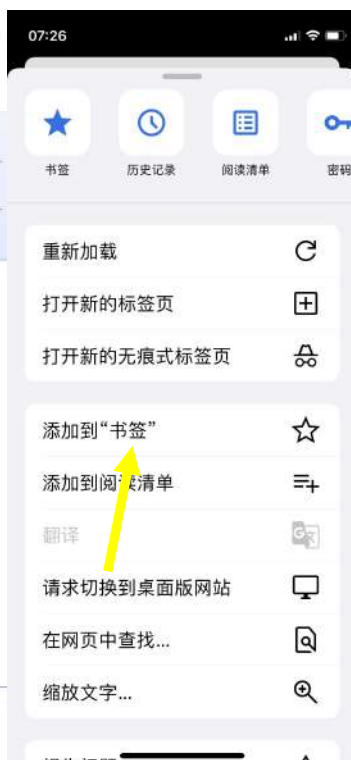 07:26
书签 历史记录 阅读清单 密码
重新加载
打开新的标签页
打开新的无痕式标签页
添加到“书签”
添加到阅读清单
翻译
请求切换到桌面版网站
在网页中查找...
缩放文字...